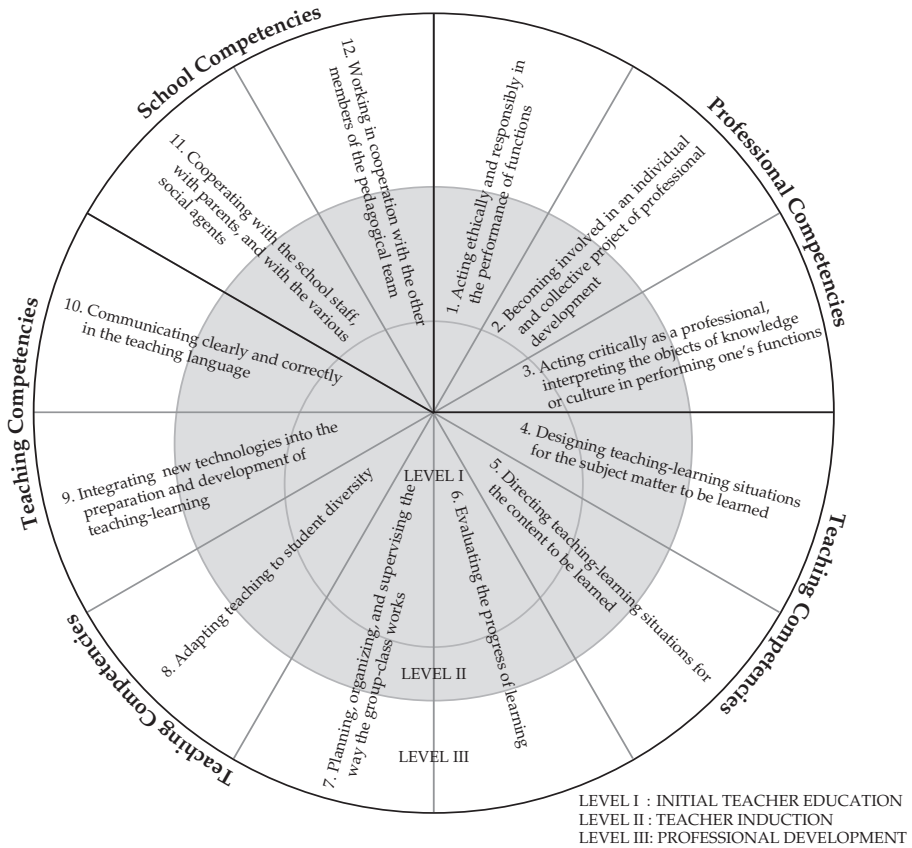 School Competencies
Professional Competencies
Teaching Competencies
Teaching Competencies
Teaching Competencies
1. Acting ethically and responsibly in
the performance of functions
2. Becoming involved in an individual
and collective project of professional
development
3. Acting critically as a professional,
interpreting the objects of knowledge
or culture in performing one's functions
4. Designing teaching-learning situations
for the subject matter to be learned
5. Directing teaching-learning situations for
the content to be learned
6. Evaluating the progress of learning
7. Planning, organizing, and supervising the
way the group-class works
8. Adapting teaching to student diversity
9. Integrating new technologies into the
preparation and development of
teaching-learning
10. Communicating clearly and correctly
in the teaching language
11. Cooperating with the school staff,
with parents, and with the various
social agents
12. Working in cooperation with the other
members of the pedagogical team
LEVEL I
LEVEL II
LEVEL III
LEVEL I : INITIAL TEACHER EDUCATION
LEVEL II : TEACHER INDUCTION
LEVEL III: PROFESSIONAL DEVELOPMENT